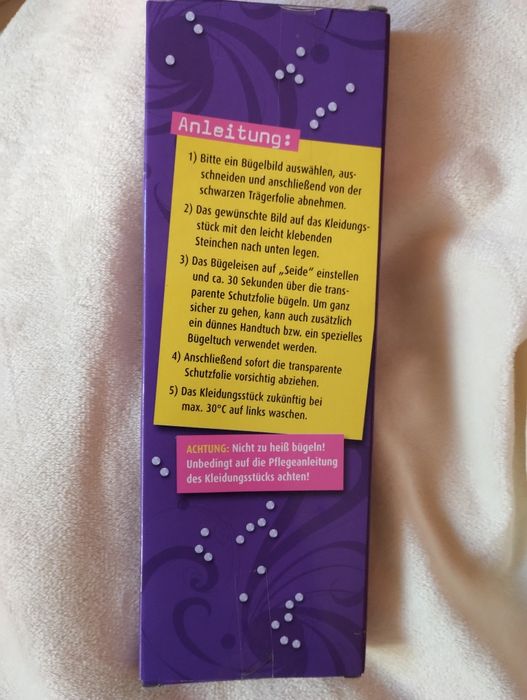 Anleitung:
1) Bitte ein Bügelbild auswählen, aus-
schneiden und anschließend von der
schwarzen Trägerfolie abnehmen.
2) Das gewünschte Bild auf das Kleidungs-
stück mit den leicht klebenden
Steinchen nach unten legen.
3) Das Bügeleisen auf „Seide“ einstellen
und ca. 30 Sekunden über die trans-
parente Schutzfolie bügeln. Um ganz
sicher zu gehen, kann auch zusätzlich
ein dünnes Handtuch bzw. ein spezielles
Bügeltuch verwendet werden.
4) Anschließend sofort die transparente
Schutzfolie vorsichtig abziehen.
5) Das Kleidungsstück zukünftig bei
max. 30°C auf links waschen.
ACHTUNG: Nicht zu heiß bügeln!
Unbedingt auf die Pflegeanleitung
des Kleidungsstücks achten!